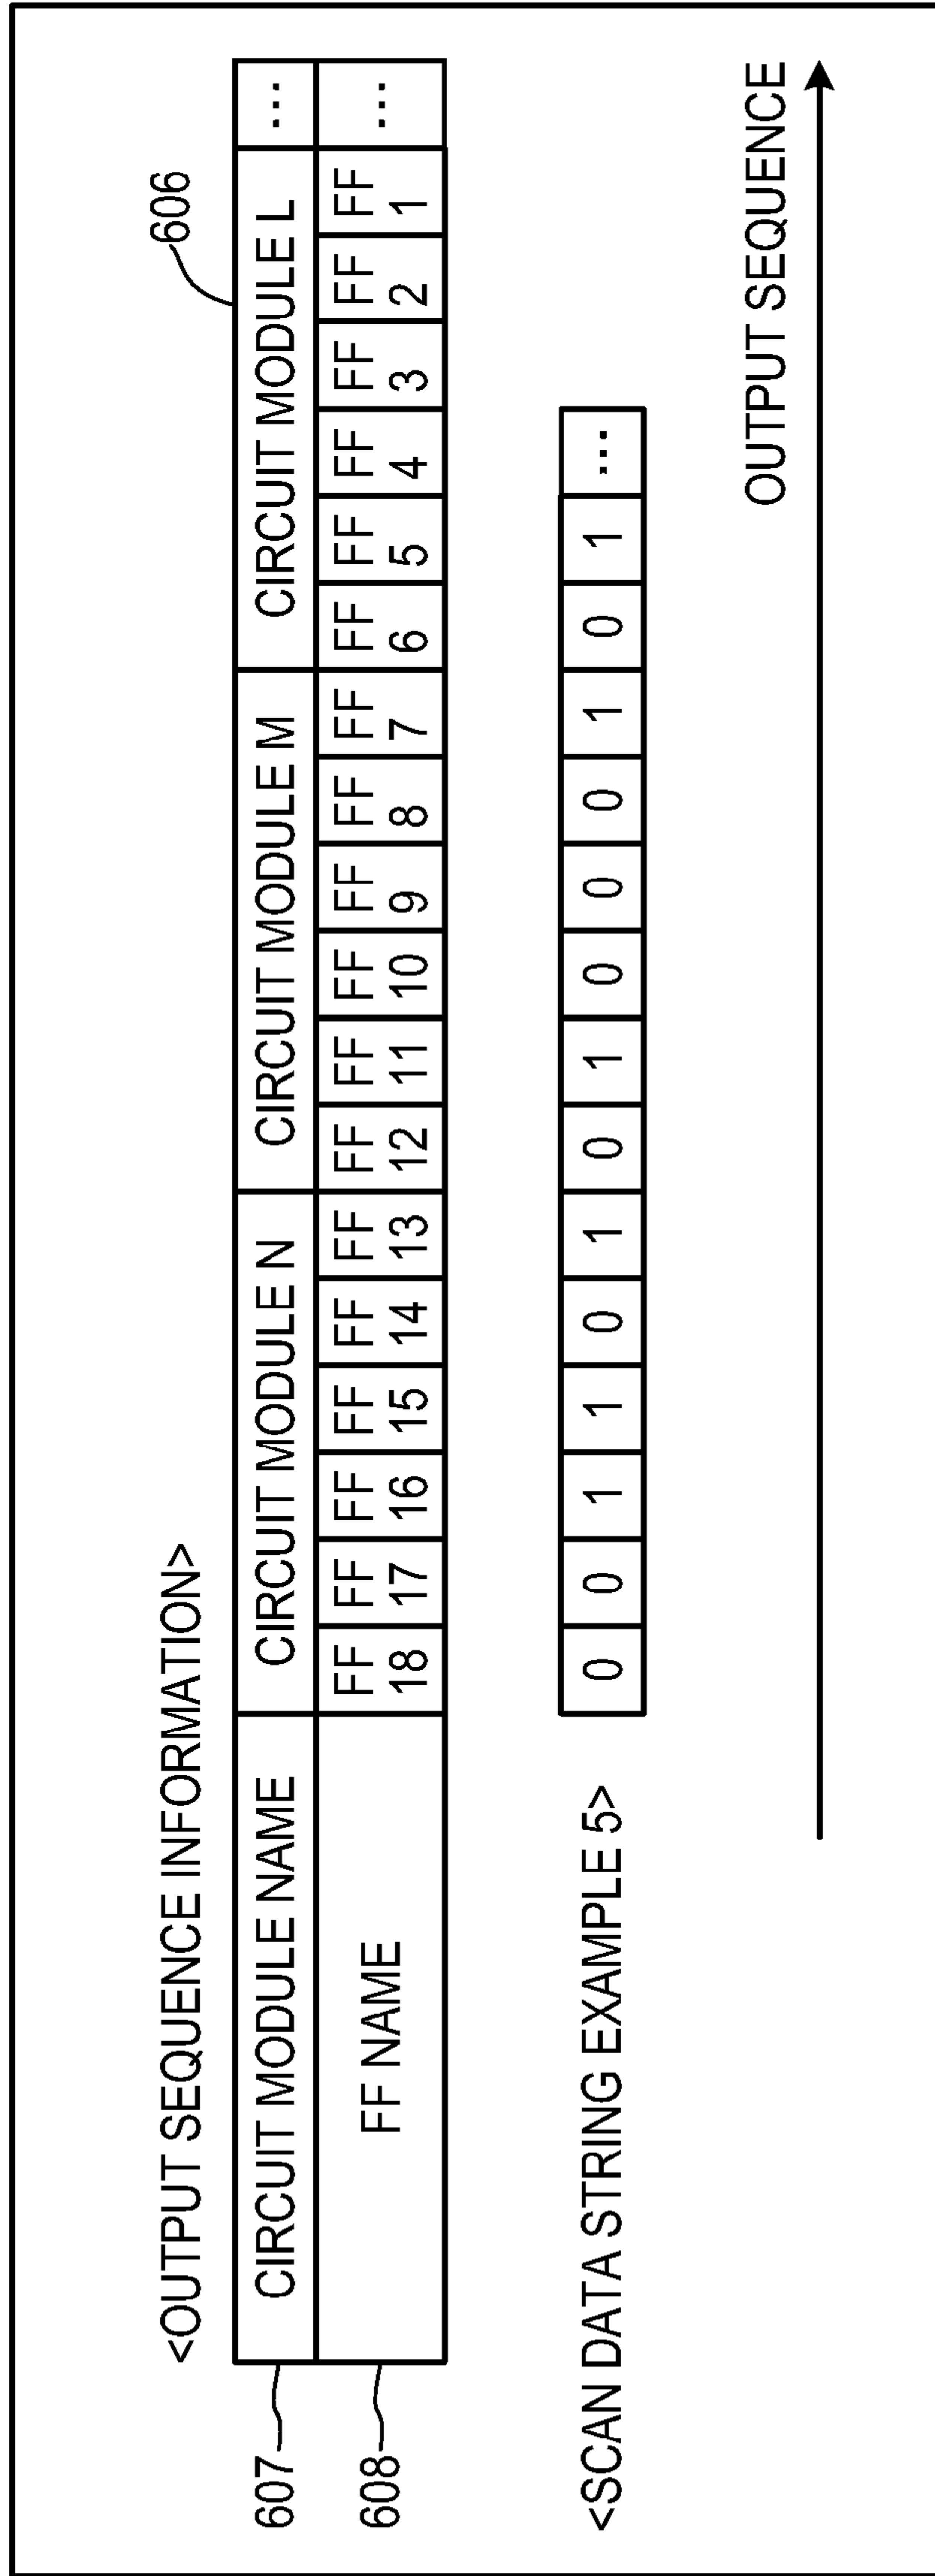 <OUTPUT SEQUENCE INFORMATION>
606
607 CIRCUIT MODULE NAME CIRCUIT MODULE N CIRCUIT MODULE M CIRCUIT MODULE L ...
608 FF NAME FF 18 FF 17 FF 16 FF 15 FF 14 FF 13 FF 12 FF 11 FF 10 FF 9 FF 8 FF 7 FF 6 FF 5 FF 4 FF 3 FF 2 FF 1 ...
<SCAN DATA STRING EXAMPLE 5> 0 0 1 1 0 1 0 1 0 0 0 1 0 1 ...
OUTPUT SEQUENCE